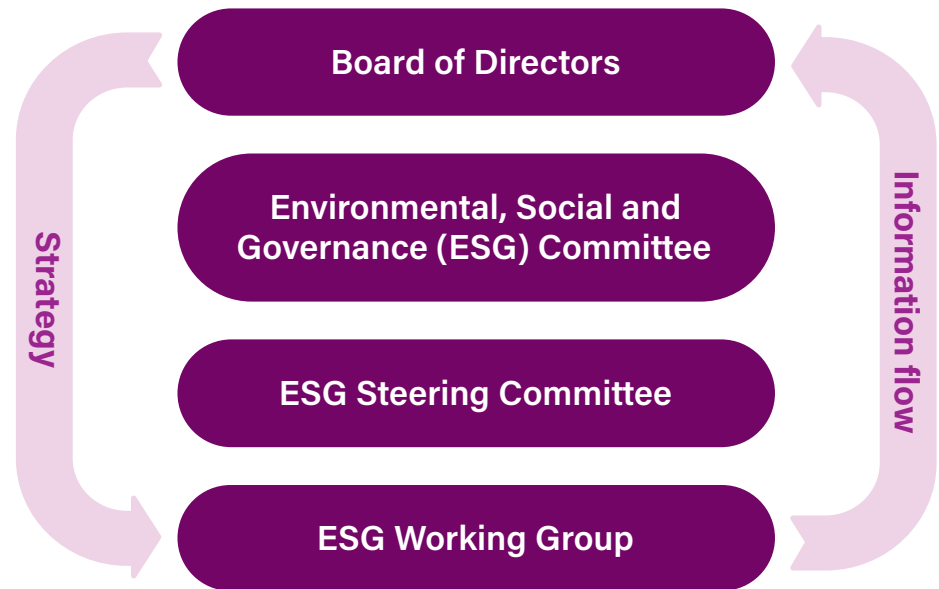 Board of Directors
Environmental, Social and
Governance (ESG) Committee
ESG Steering Committee
ESG Working Group
Strategy
Information flow